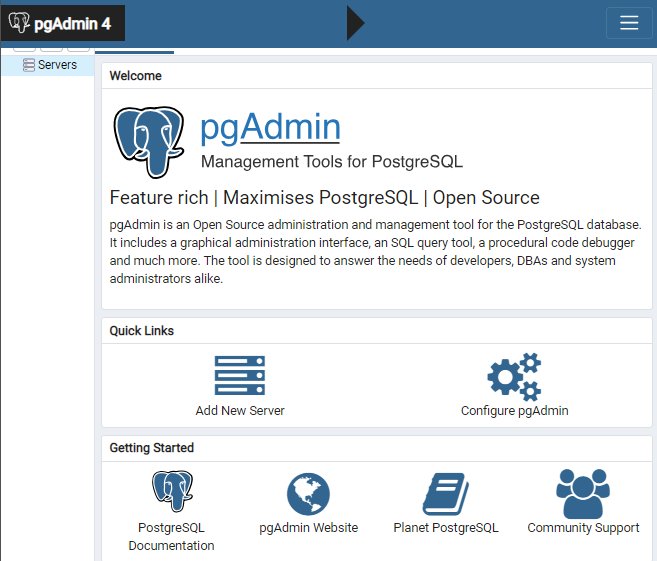 pgAdmin 4
Servers
Welcome
pgAdmin
Management Tools for PostgreSQL
Feature rich | Maximises PostgreSQL | Open Source
pgAdmin is an Open Source administration and management tool for the PostgreSQL database.
It includes a graphical administration interface, an SQL query tool, a procedural code debugger
and much more. The tool is designed to answer the needs of developers, DBAs and system
administrators alike.
Quick Links
Add New Server
Configure pgAdmin
Getting Started
PostgreSQL
Documentation
pgAdmin Website
Planet PostgreSQL
Community Support